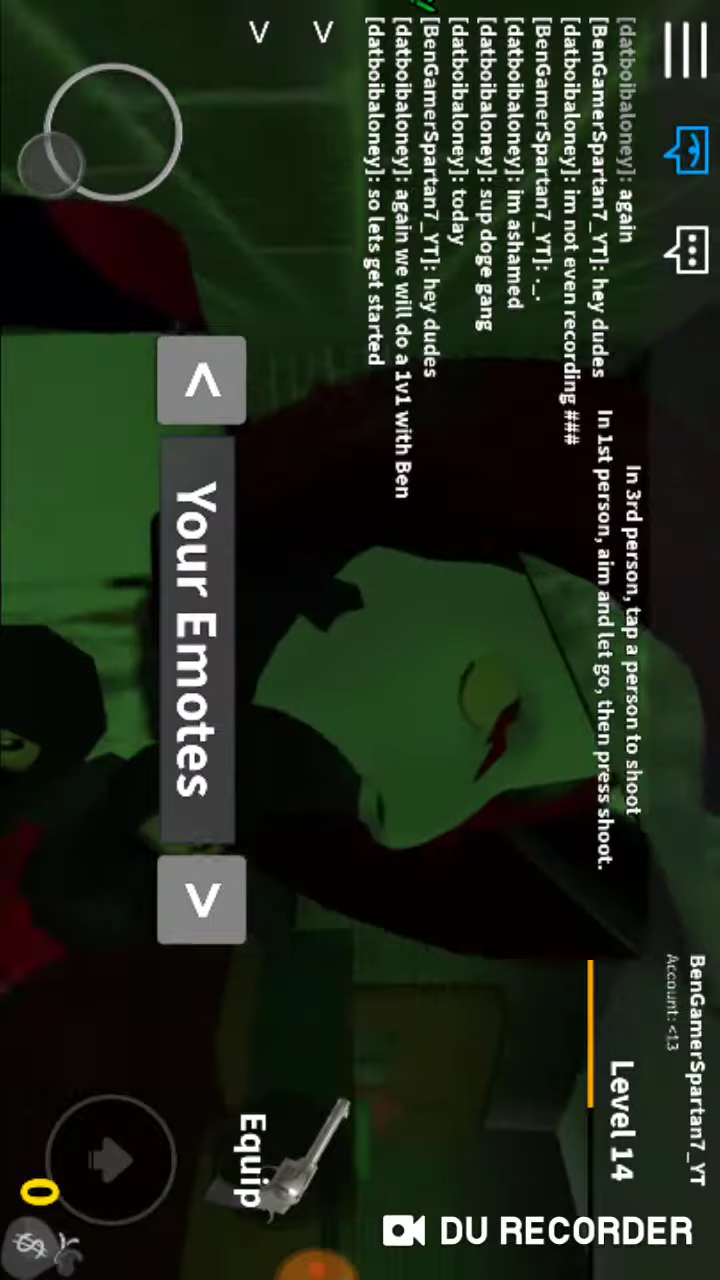 [datboibaloney]: again
[BenGamerSpartan7_YT]: hey dudes
[datboibaloney]: im not even recording ###
[BenGamerSpartan7_YT]: _._
[datboibaloney]: im ashamed
[datboibaloney]: sup doge gang
[datboibaloney]: today
[BenGamerSpartan7_YT]: hey dudes
[datboibaloney]: again we will do a 1v1 with Ben
[datboibaloney]: so lets get started
In 3rd person, tap a person to shoot
In 1st person, aim and let go, then press shoot.
BenGamerSpartan7_YT
Account: <13
Level 14
< Your Emotes >
Equip
0
DU RECORDER